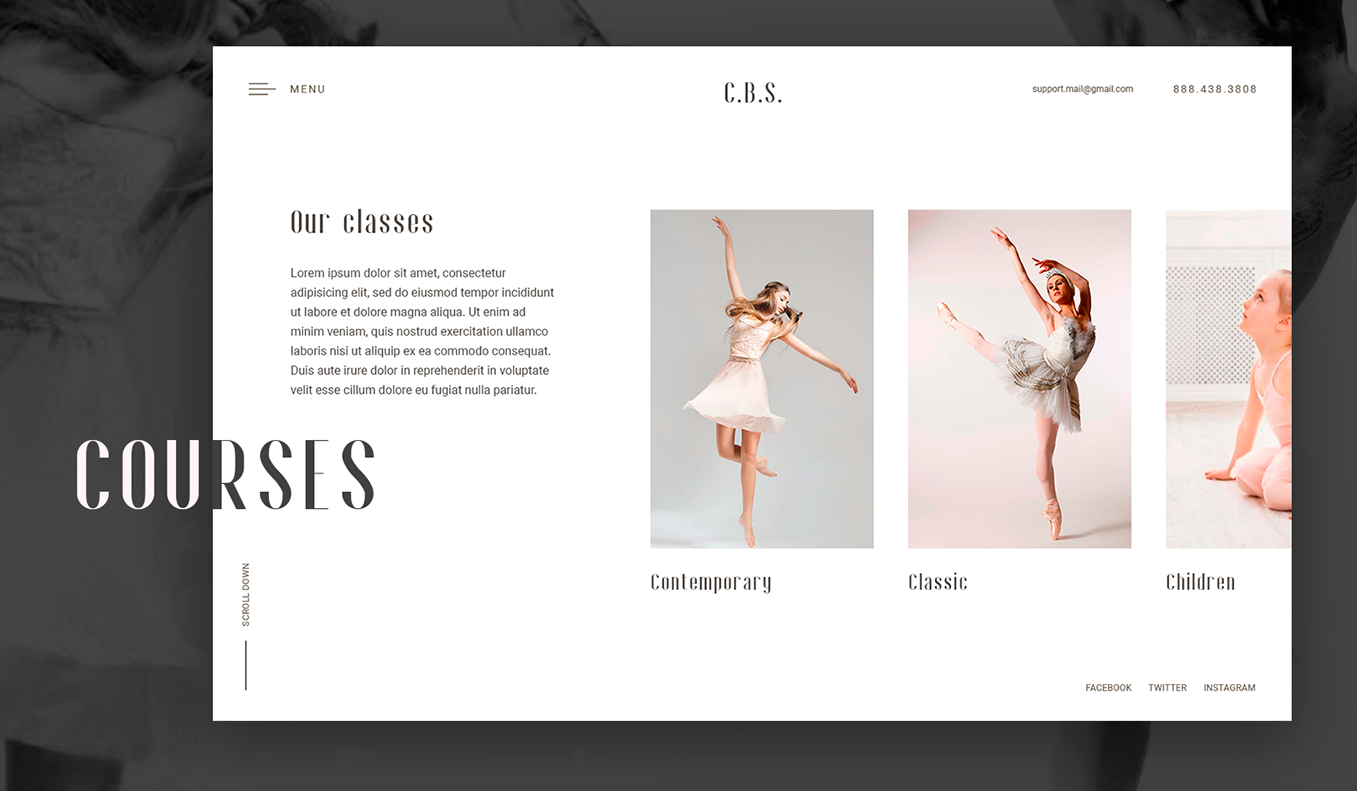 MENU
C.B.S.
support.mail@gmail.com
888.438.3808
Our classes
Lorem ipsum dolor sit amet, consectetur
adipisicing elit, sed do eiusmod tempor incididunt
ut labore et dolore magna aliqua. Ut enim ad
minim veniam, quis nostrud exercitation ullamco
laboris nisi ut aliquip ex ea commodo consequat.
Duis aute irure dolor in reprehenderit in voluptate
velit esse cillum dolore eu fugiat nulla pariatur.
COURSES
Contemporary
Classic
Children
SCROLL DOWN
FACEBOOK
TWITTER
INSTAGRAM